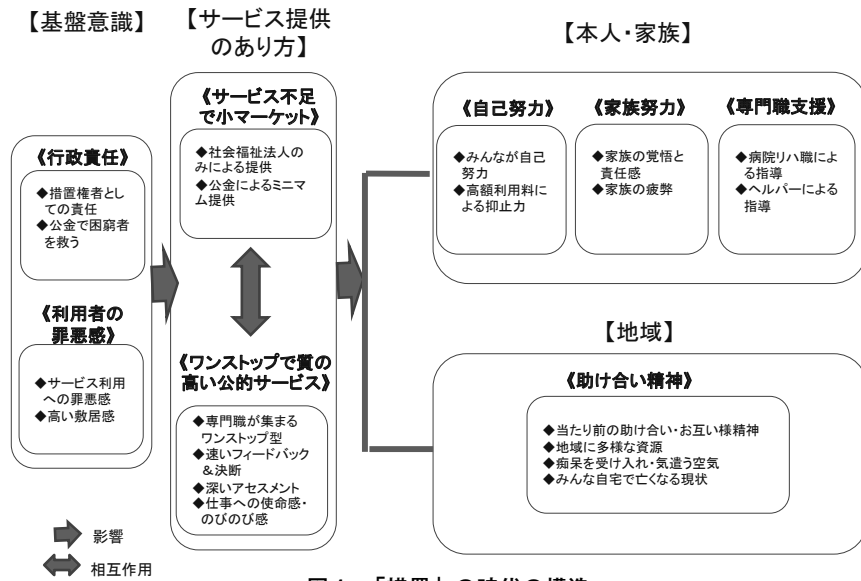 【基盤意識】
【サービス提供
のあり方】
【本人・家族】
《行政責任》
◆措置権者とし
ての責任
◆公金で困窮者
を救う
《利用者の
罪悪感》
◆サービス利用
への罪悪感
◆高い敷居感
《サービス不足
で小マーケット》
◆社会福祉法人の
みによる提供
◆公金によるミニマ
ム提供
《ワンストップで質の
高い公的サービス》
◆専門職が集まる
ワンストップ型
◆速いフィードバック
&決断
◆深いアセスメント
◆仕事への使命感・
のびのび感
《自己努力》
◆みんなが自己
努力
◆高額利用料に
よる抑止力
《家族努力》
◆家族の覚悟と
責任感
◆家族の疲弊
《専門職支援》
◆病院リハ職によ
る指導
◆ヘルパーによる
指導
【地域】
《助け合い精神》
◆当たり前の助け合い・お互い様精神
◆地域に多様な資源
◆痴呆を受け入れ・気遣う空気
◆みんな自宅で亡くなる現状
影響
相互作用
「措置」の時代の構造